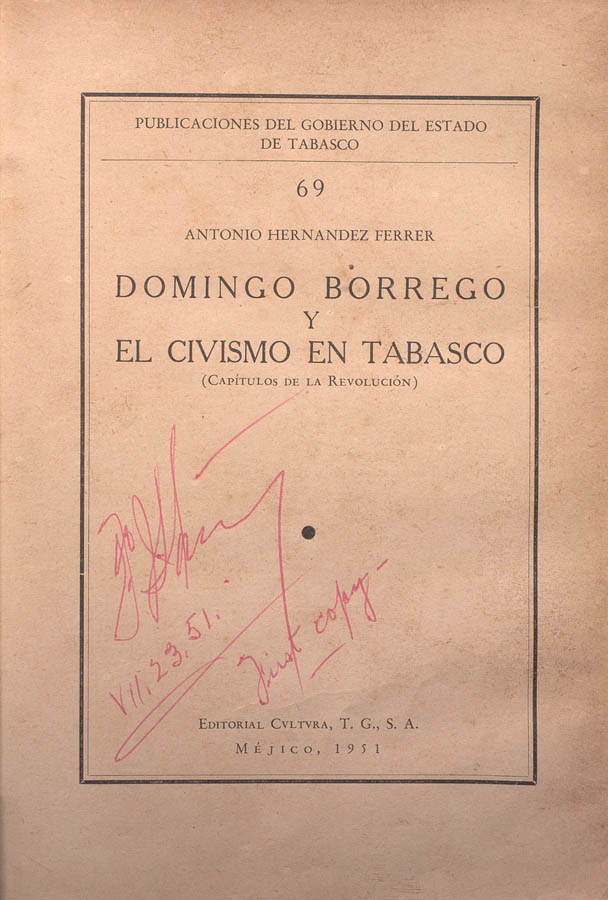 PUBLICACIONES DEL GOBIERNO DEL ESTADO
DE TABASCO
69
ANTONIO HERNANDEZ FERRER
DOMINGO BORREGO
Y
EL CIVISMO EN TABASCO
(CAPÍTULOS DE LA REVOLUCIÓN)
VII.23.51.
First copy-
EDITORIAL CVLTVRA, T. G., S. A.
MÉJICO, 1951